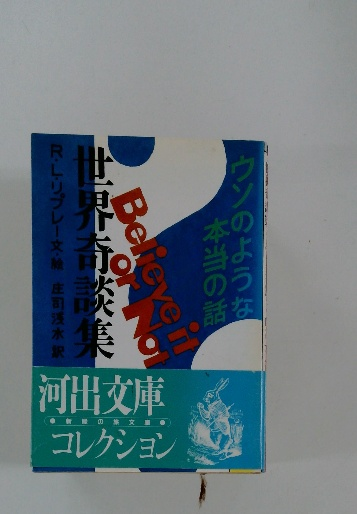 ウソのような
本当の話
Believe it
or Not
世界奇談集
R・L・リプレー 文・絵 庄司浅水 訳
河出文庫
コレクション